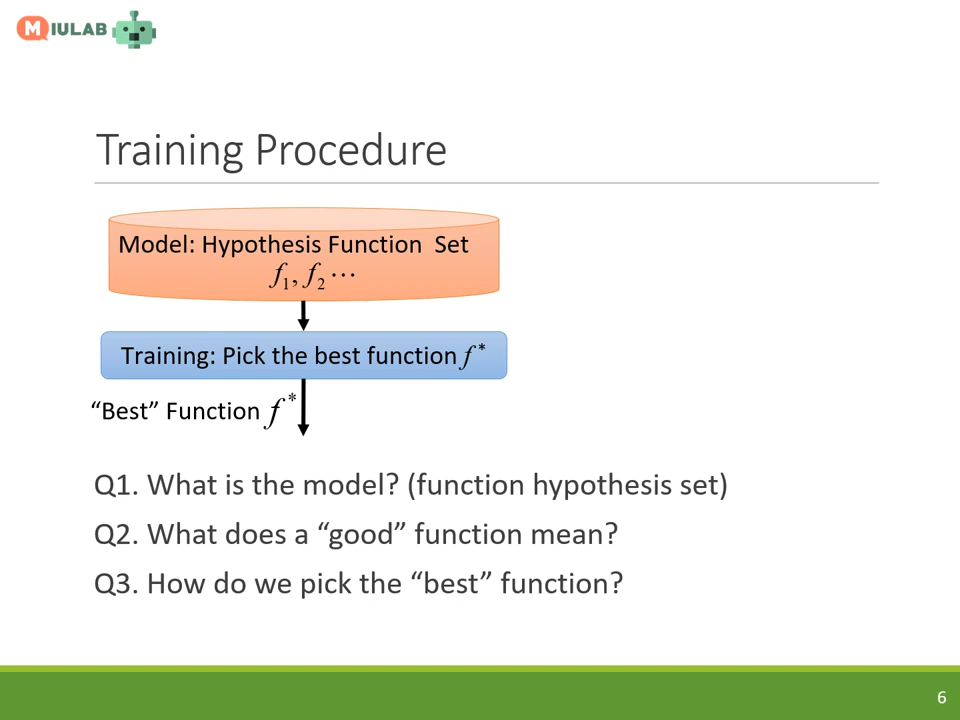 MIULAB
Training Procedure
Model: Hypothesis Function Set
f₁, f₂ ⋯
Training: Pick the best function f*
“Best” Function f*
Q1. What is the model? (function hypothesis set)
Q2. What does a “good” function mean?
Q3. How do we pick the “best” function?
6